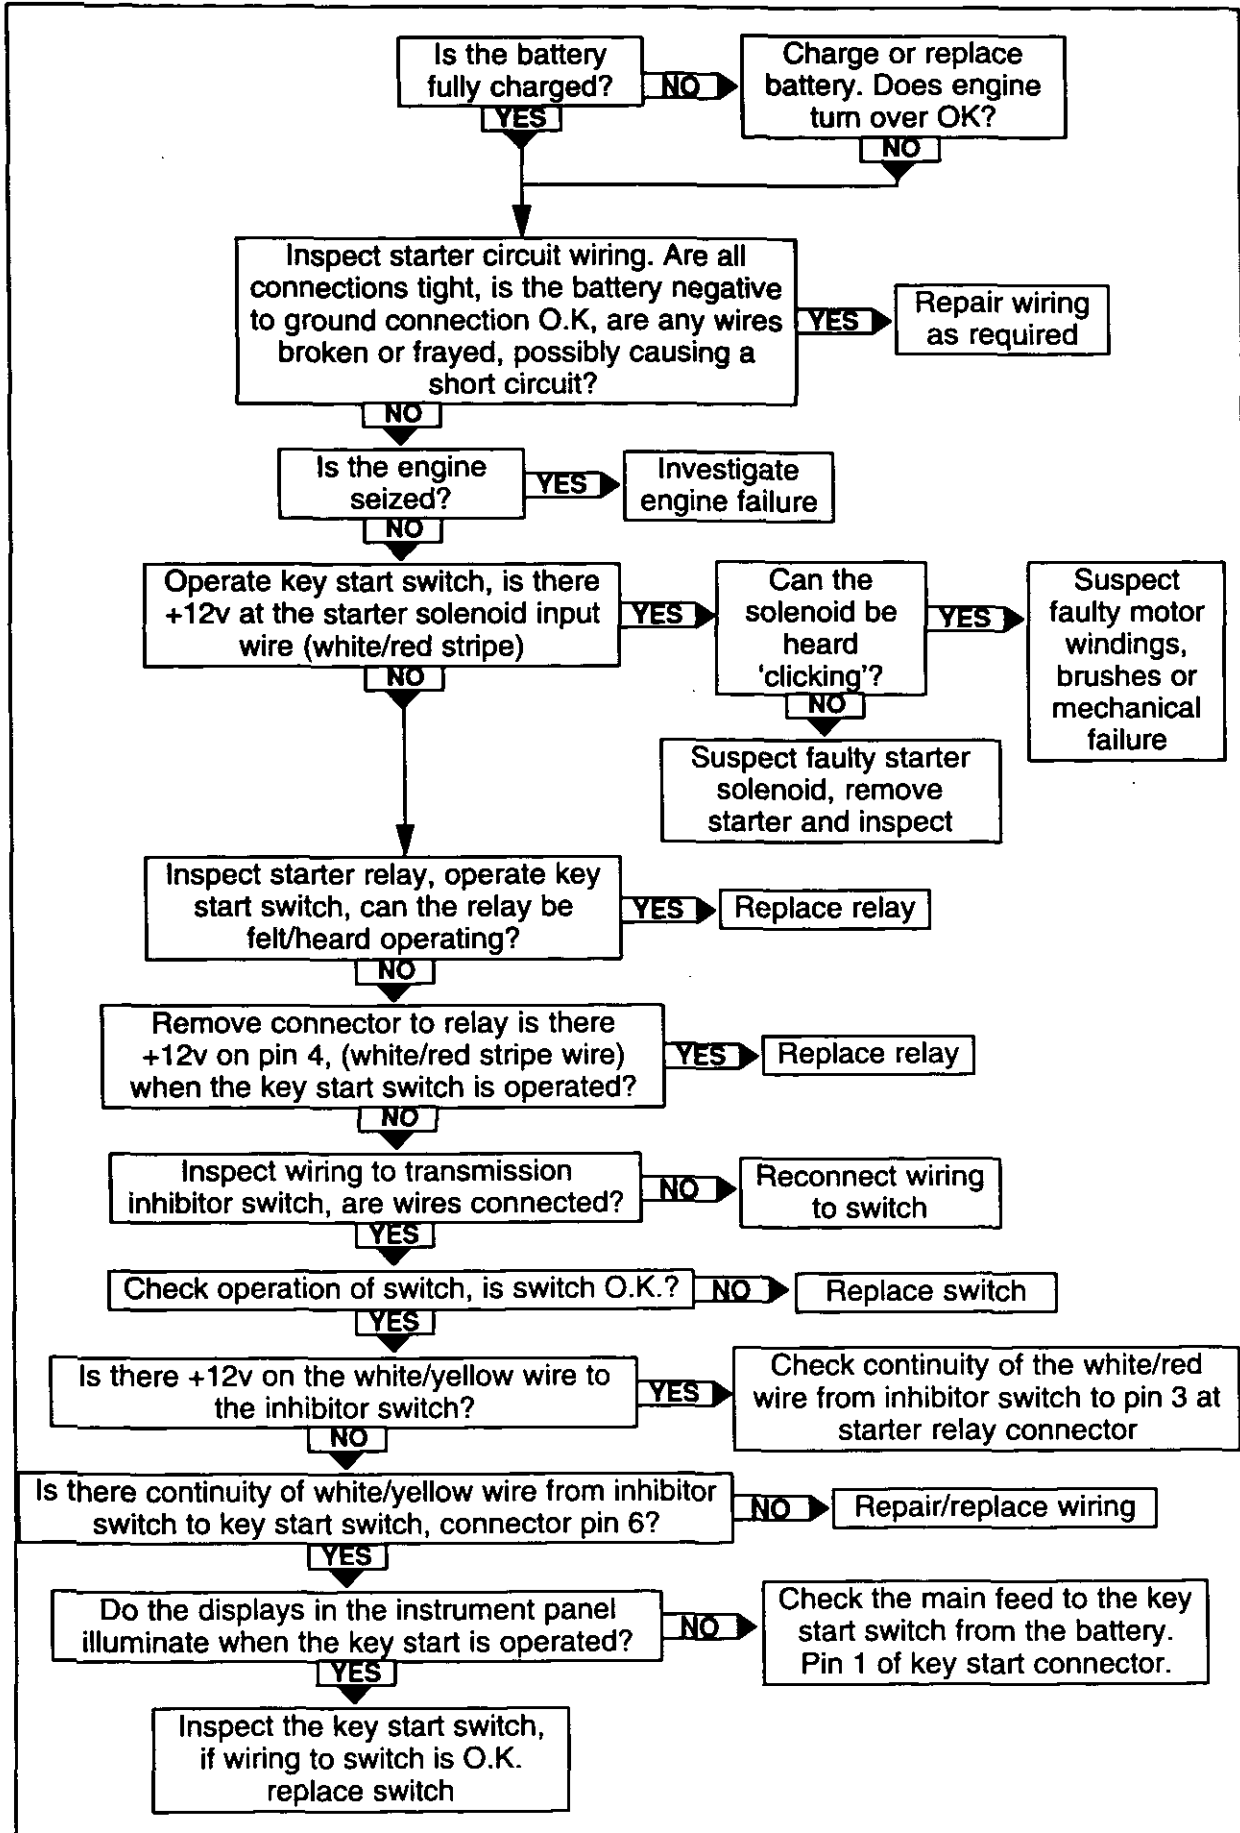 Is the battery
fully charged?
NO
Charge or replace
battery. Does engine
turn over OK?
YES
NO
Inspect starter circuit wiring. Are all
connections tight, is the battery negative
to ground connection O.K, are any wires
broken or frayed, possibly causing a
short circuit?
YES
Repair wiring
as required
NO
Is the engine
seized?
YES
Investigate
engine failure
NO
Operate key start switch, is there
+12v at the starter solenoid input
wire (white/red stripe)
YES
Can the
solenoid be
heard
‘clicking’?
YES
Suspect
faulty motor
windings,
brushes or
mechanical
failure
NO
NO
Suspect faulty starter
solenoid, remove
starter and inspect
Inspect starter relay, operate key
start switch, can the relay be
felt/heard operating?
YES
Replace relay
NO
Remove connector to relay is there
+12v on pin 4, (white/red stripe wire)
when the key start switch is operated?
YES
Replace relay
NO
Inspect wiring to transmission
inhibitor switch, are wires connected?
NO
Reconnect wiring
to switch
YES
Check operation of switch, is switch O.K.?
NO
Replace switch
YES
Is there +12v on the white/yellow wire to
the inhibitor switch?
YES
Check continuity of the white/red
wire from inhibitor switch to pin 3 at
starter relay connector
NO
Is there continuity of white/yellow wire from inhibitor
switch to key start switch, connector pin 6?
NO
Repair/replace wiring
YES
Do the displays in the instrument panel
illuminate when the key start is operated?
NO
Check the main feed to the key
start switch from the battery.
Pin 1 of key start connector.
YES
Inspect the key start switch,
if wiring to switch is O.K.
replace switch